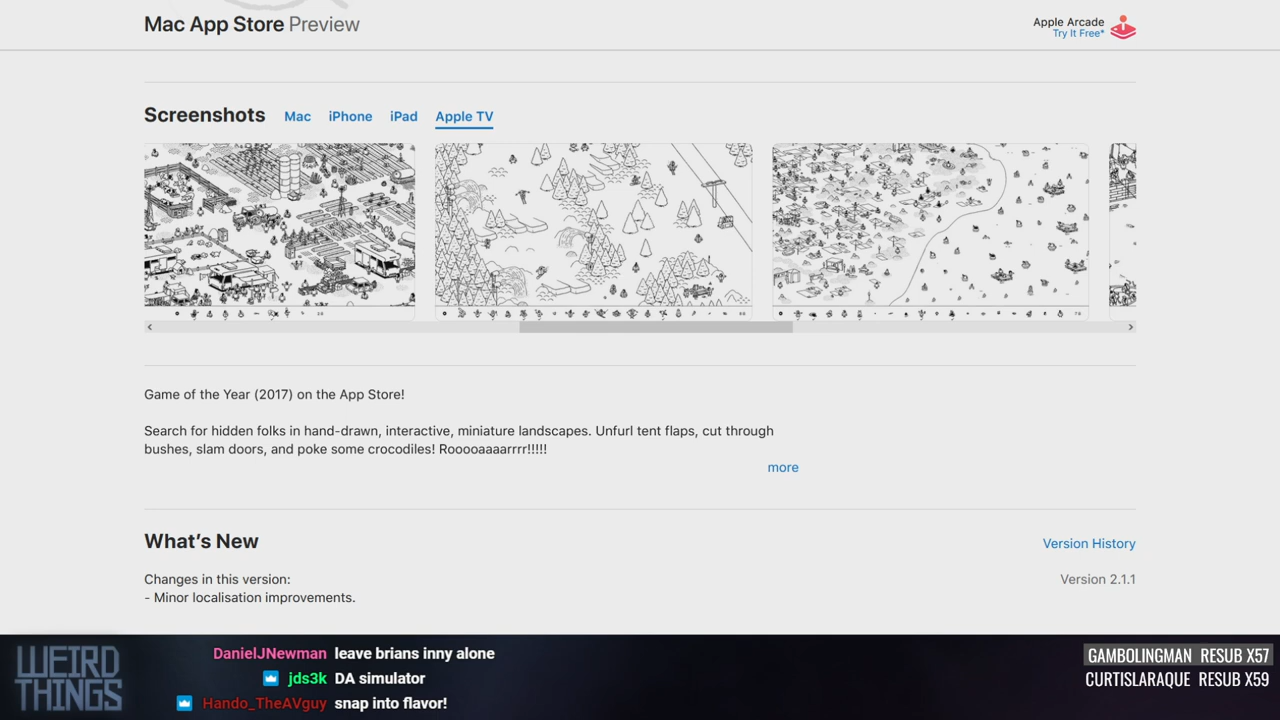 Mac App Store Preview
Apple Arcade
Try It Free*
Screenshots Mac iPhone iPad Apple TV
Game of the Year (2017) on the App Store!
Search for hidden folks in hand-drawn, interactive, miniature landscapes. Unfurl tent flaps, cut through
bushes, slam doors, and poke some crocodiles! Rooooaaaarrrr!!!!!
more
What's New
Version History
Changes in this version:
Version 2.1.1
- Minor localisation improvements.
WEIRD
THINGS
DanielJNewman leave brians inny alone
jds3k DA simulator
Hando_TheAVguy snap into flavor!
GAMBOLINGMAN RESUB X57
CURTISLARAQUE RESUB X59